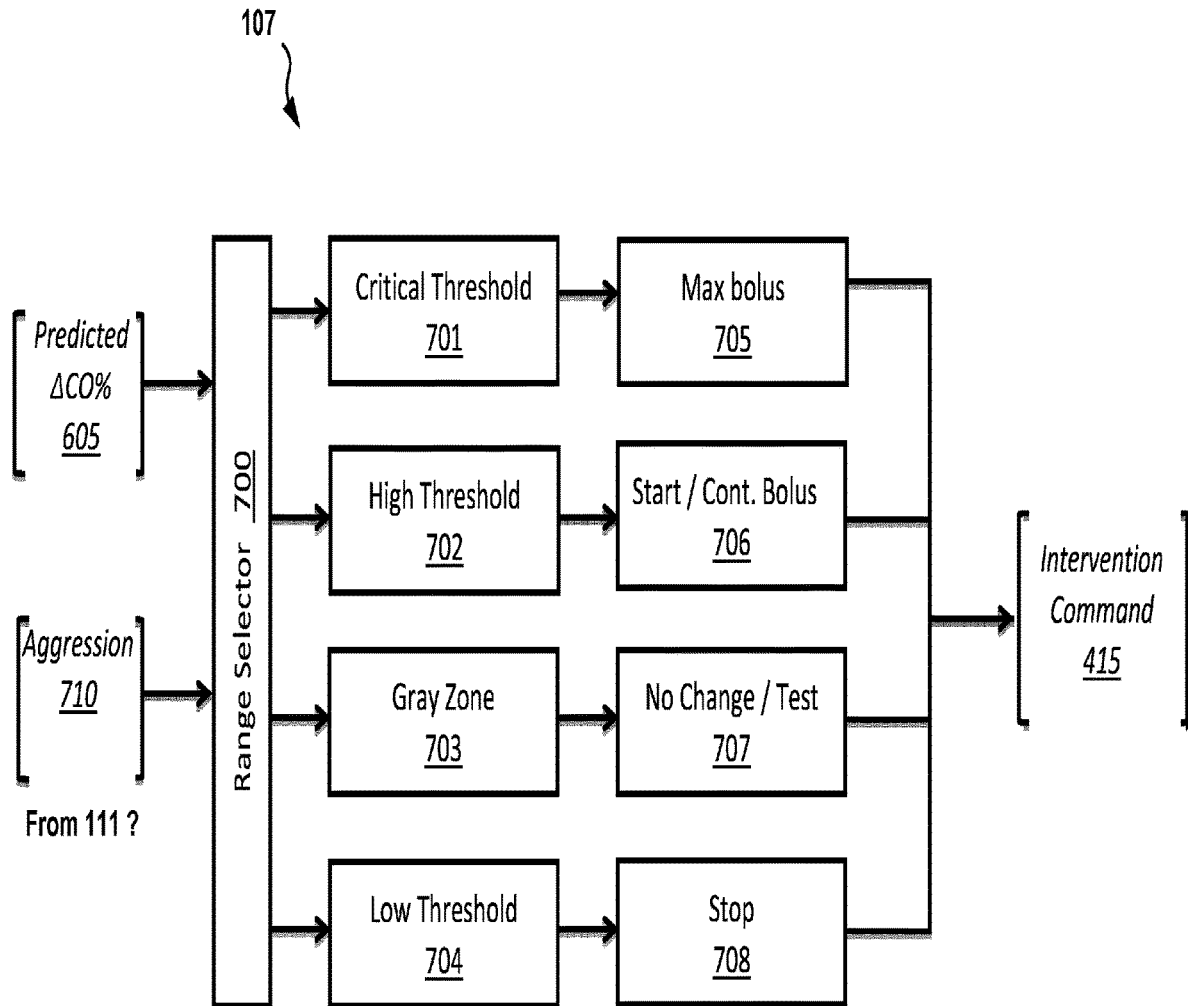 107
Predicted
ΔCO%
605
Aggression
710
From 111 ?
Range Selector 700
Critical Threshold
701
Max bolus
705
High Threshold
702
Start / Cont. Bolus
706
Gray Zone
703
No Change / Test
707
Low Threshold
704
Stop
708
Intervention
Command
415